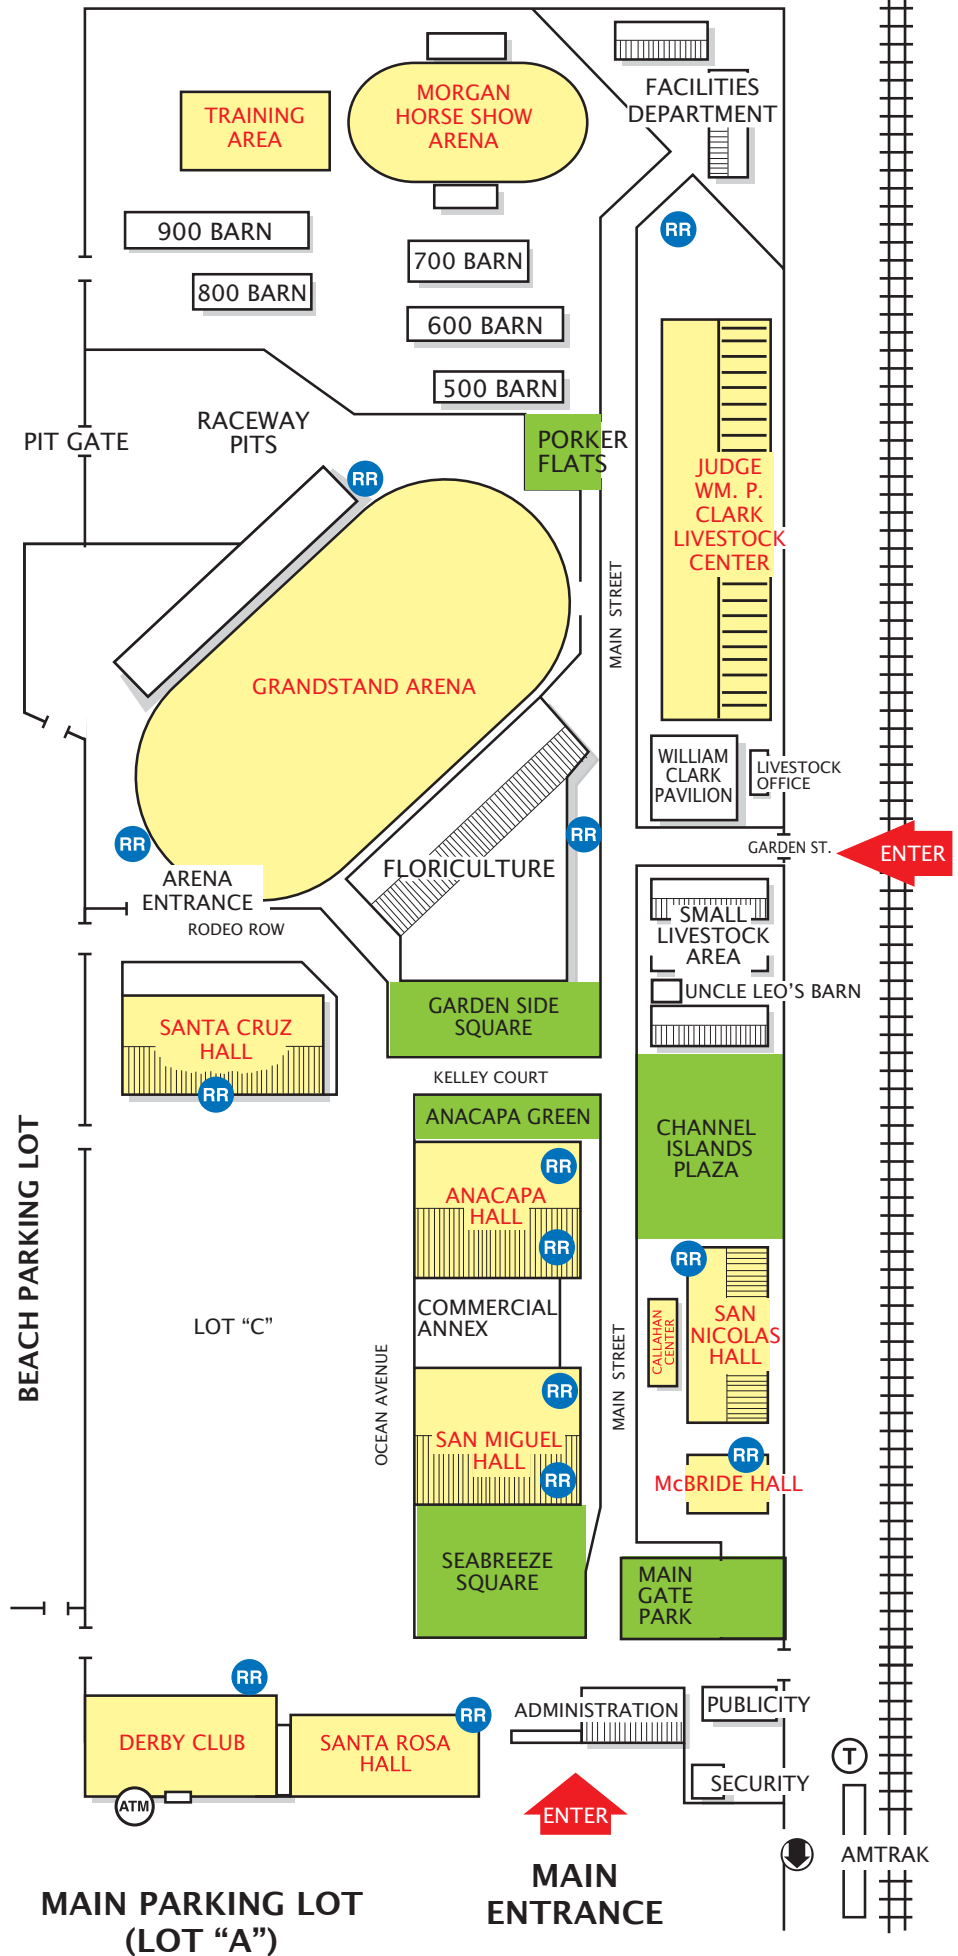 FACILITIES
DEPARTMENT
MORGAN
HORSE SHOW
ARENA
TRAINING
AREA
RR
900 BARN
700 BARN
800 BARN
600 BARN
500 BARN
RACEWAY
PITS
PIT GATE
PORKER
FLATS
RR
JUDGE
WM. P.
CLARK
LIVESTOCK
CENTER
MAIN STREET
GRANDSTAND ARENA
WILLIAM
CLARK
PAVILION
LIVESTOCK
OFFICE
RR
RR
GARDEN ST.
ENTER
FLORICULTURE
ARENA
ENTRANCE
RODEO ROW
SMALL
LIVESTOCK
AREA
UNCLE LEO'S BARN
GARDEN SIDE
SQUARE
SANTA CRUZ
HALL
RR
KELLEY COURT
ANACAPA GREEN
CHANNEL
ISLANDS
PLAZA
BEACH PARKING LOT
RR
ANACAPA
HALL
RR
RR
COMMERCIAL
ANNEX
LOT “C”
CALLAHAN
CENTER
SAN
NICOLAS
HALL
OCEAN AVENUE
MAIN STREET
RR
SAN MIGUEL
HALL
RR
RR
McBRIDE HALL
SEABREEZE
SQUARE
MAIN
GATE
PARK
RR
RR
DERBY CLUB
SANTA ROSA
HALL
ADMINISTRATION
PUBLICITY
SECURITY
T
ATM
ENTER
AMTRAK
MAIN
ENTRANCE
MAIN PARKING LOT
(LOT “A”)